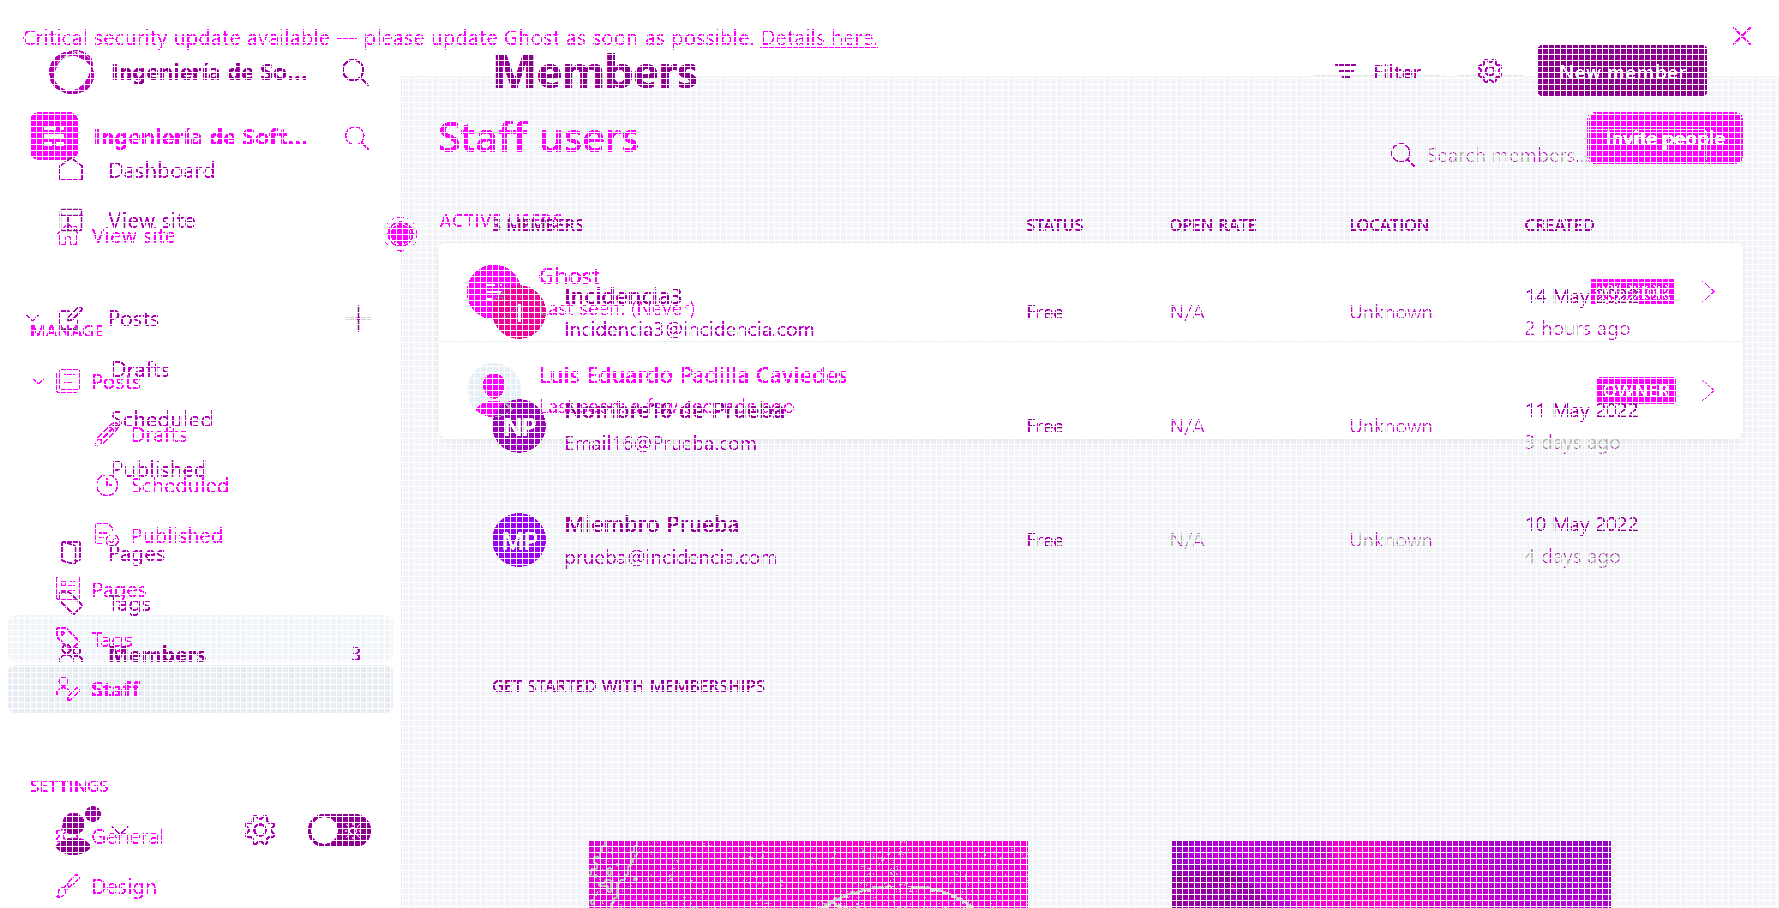 Critical security update available — please update Ghost as soon as possible. Details here.
Ingeniería de So...
Members
Filter
New member
Ingeniería de Soft...
Staff users
Invite people
Search members...
Dashboard
View site
View site
ACTIVE USERS
MEMBERS
STATUS
OPEN RATE
LOCATION
CREATED
Ghost
Last seen: (Never)
Incidencia3
Incidencia3@incidencia.com
Free
N/A
Unknown
14 May 2022
2 hours ago
Posts
MANAGE
Drafts
Posts
Luis Eduardo Padilla Caviedes
OWNER
Nombre16 de Prueba
Email16@Prueba.com
Free
N/A
Unknown
11 May 2022
3 days ago
Scheduled
Drafts
Published
Scheduled
Published
Pages
Miembro Prueba
prueba@incidencia.com
Free
N/A
Unknown
10 May 2022
4 days ago
Pages
Tags
Tags
Members
3
Staff
GET STARTED WITH MEMBERSHIPS
SETTINGS
General
Design
I
NP
MP